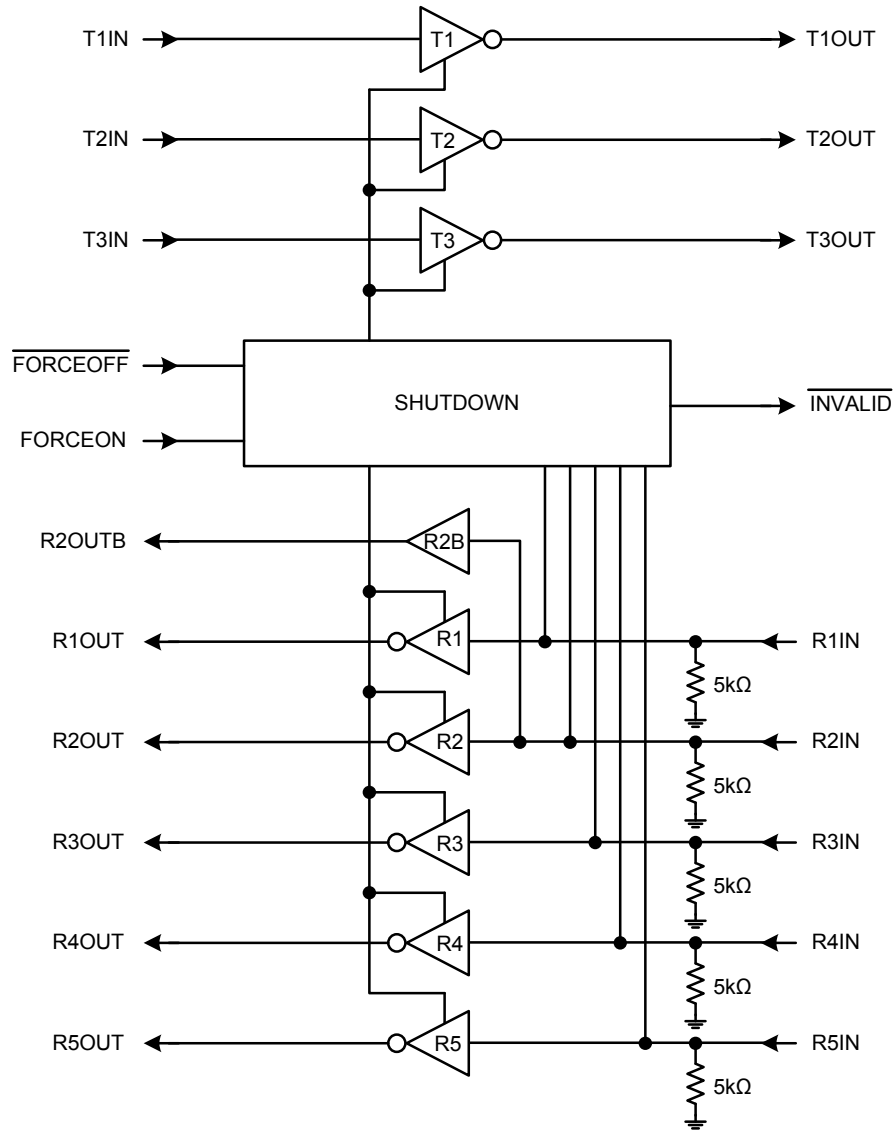 T1IN T1 T1OUT
T2IN T2 T2OUT
T3IN T3 T3OUT
FORCEOFF
SHUTDOWN INVALID
FORCEON
R2OUTB R2B
R1OUT R1 R1IN
5kΩ
R2OUT R2 R2IN
5kΩ
R3OUT R3 R3IN
5kΩ
R4OUT R4 R4IN
5kΩ
R5OUT R5 R5IN
5kΩ